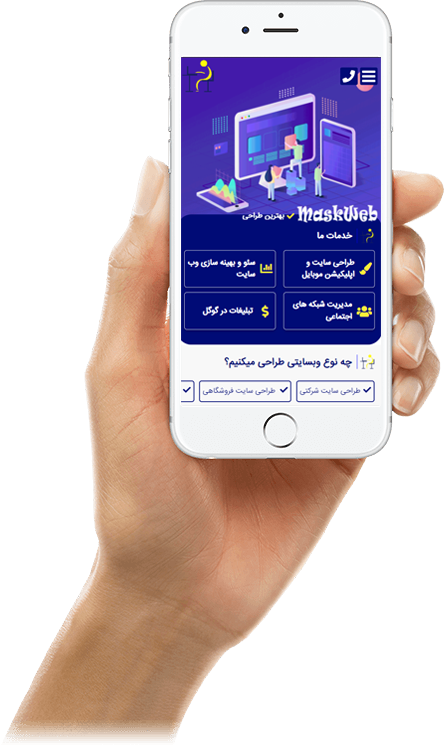 MaskWeb
بهترین طراحی
خدمات ما
طراحی سایت و
اپلیکیشن موبایل
سئو و بهینه سازی وب
سایت
مدیریت شبکه های
اجتماعی
تبلیغات در گوگل
چه نوع وبسایتی طراحی میکنیم؟
طراحی سایت شرکتی
طراحی سایت فروشگاهی